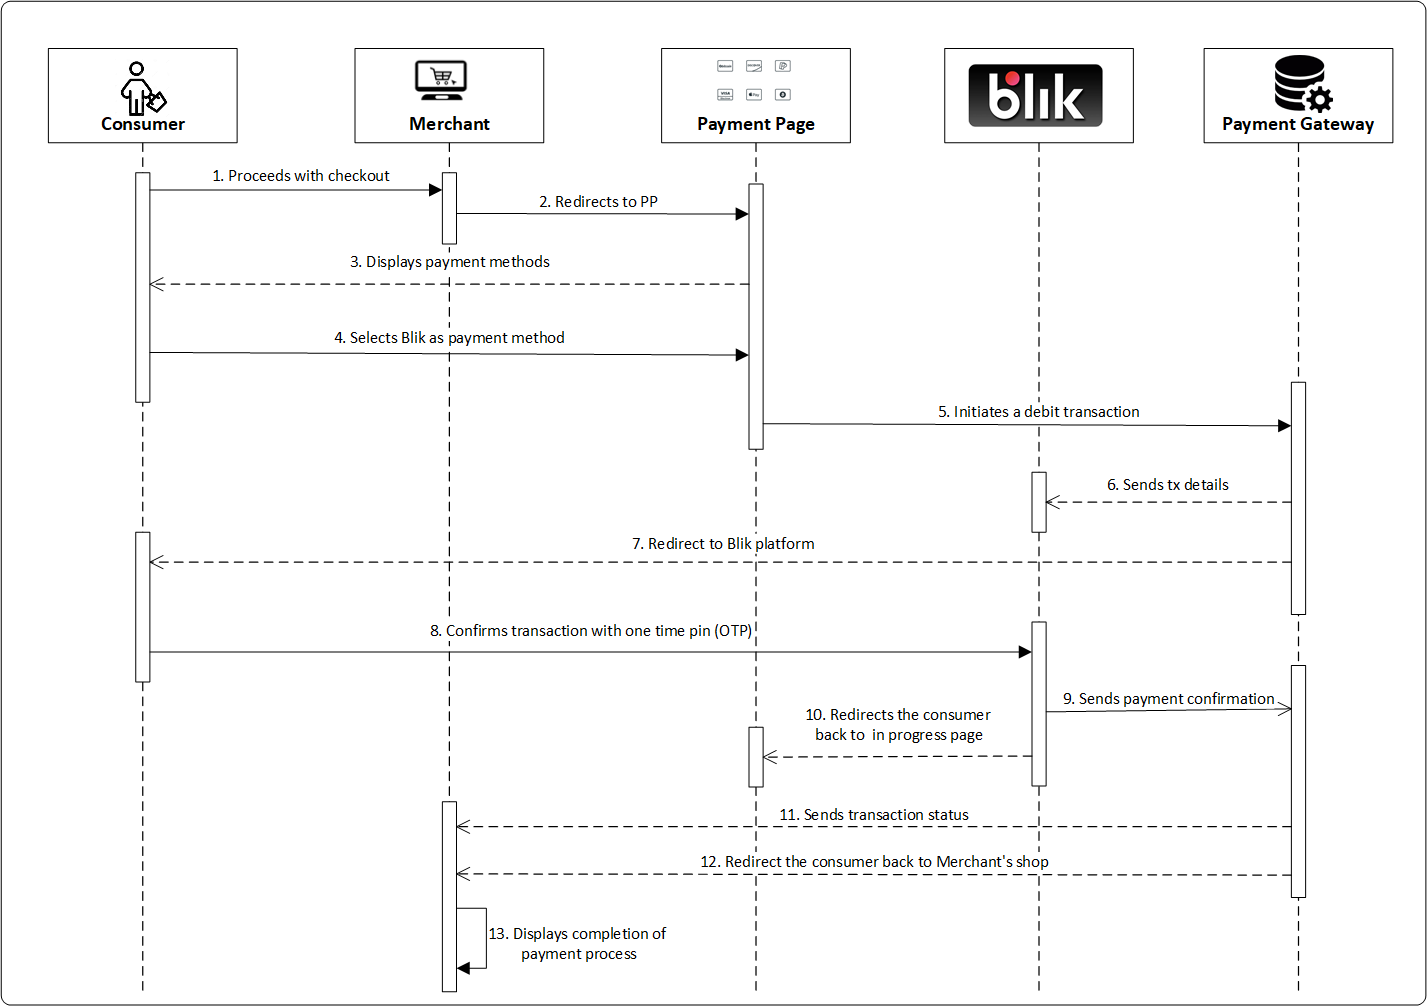 Consumer
Merchant
Payment Page
blik
Payment Gateway
1. Proceeds with checkout
2. Redirects to PP
3. Displays payment methods
4. Selects Blik as payment method
5. Initiates a debit transaction
6. Sends tx details
7. Redirect to Blik platform
8. Confirms transaction with one time pin (OTP)
9. Sends payment confirmation
10. Redirects the consumer
back to  in progress page
11. Sends transaction status
12. Redirect the consumer back to Merchant's shop
13. Displays completion of
payment process